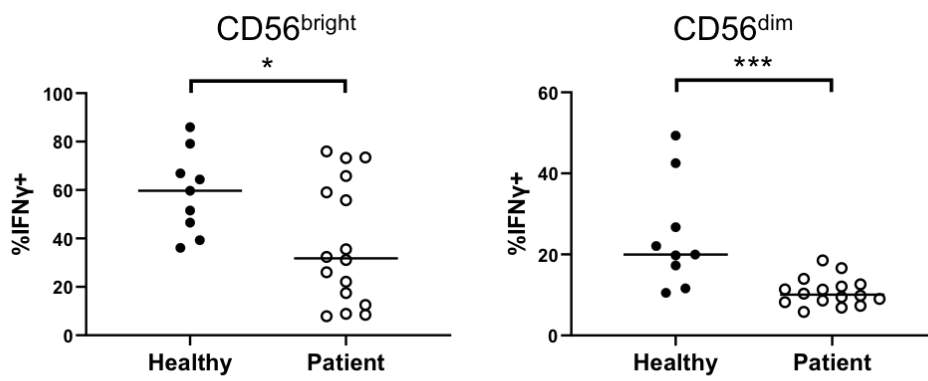 CD56bright
*
%IFNγ+
100
80
60
40
20
0
Healthy
Patient
CD56dim
***
%IFNγ+
60
40
20
0
Healthy
Patient